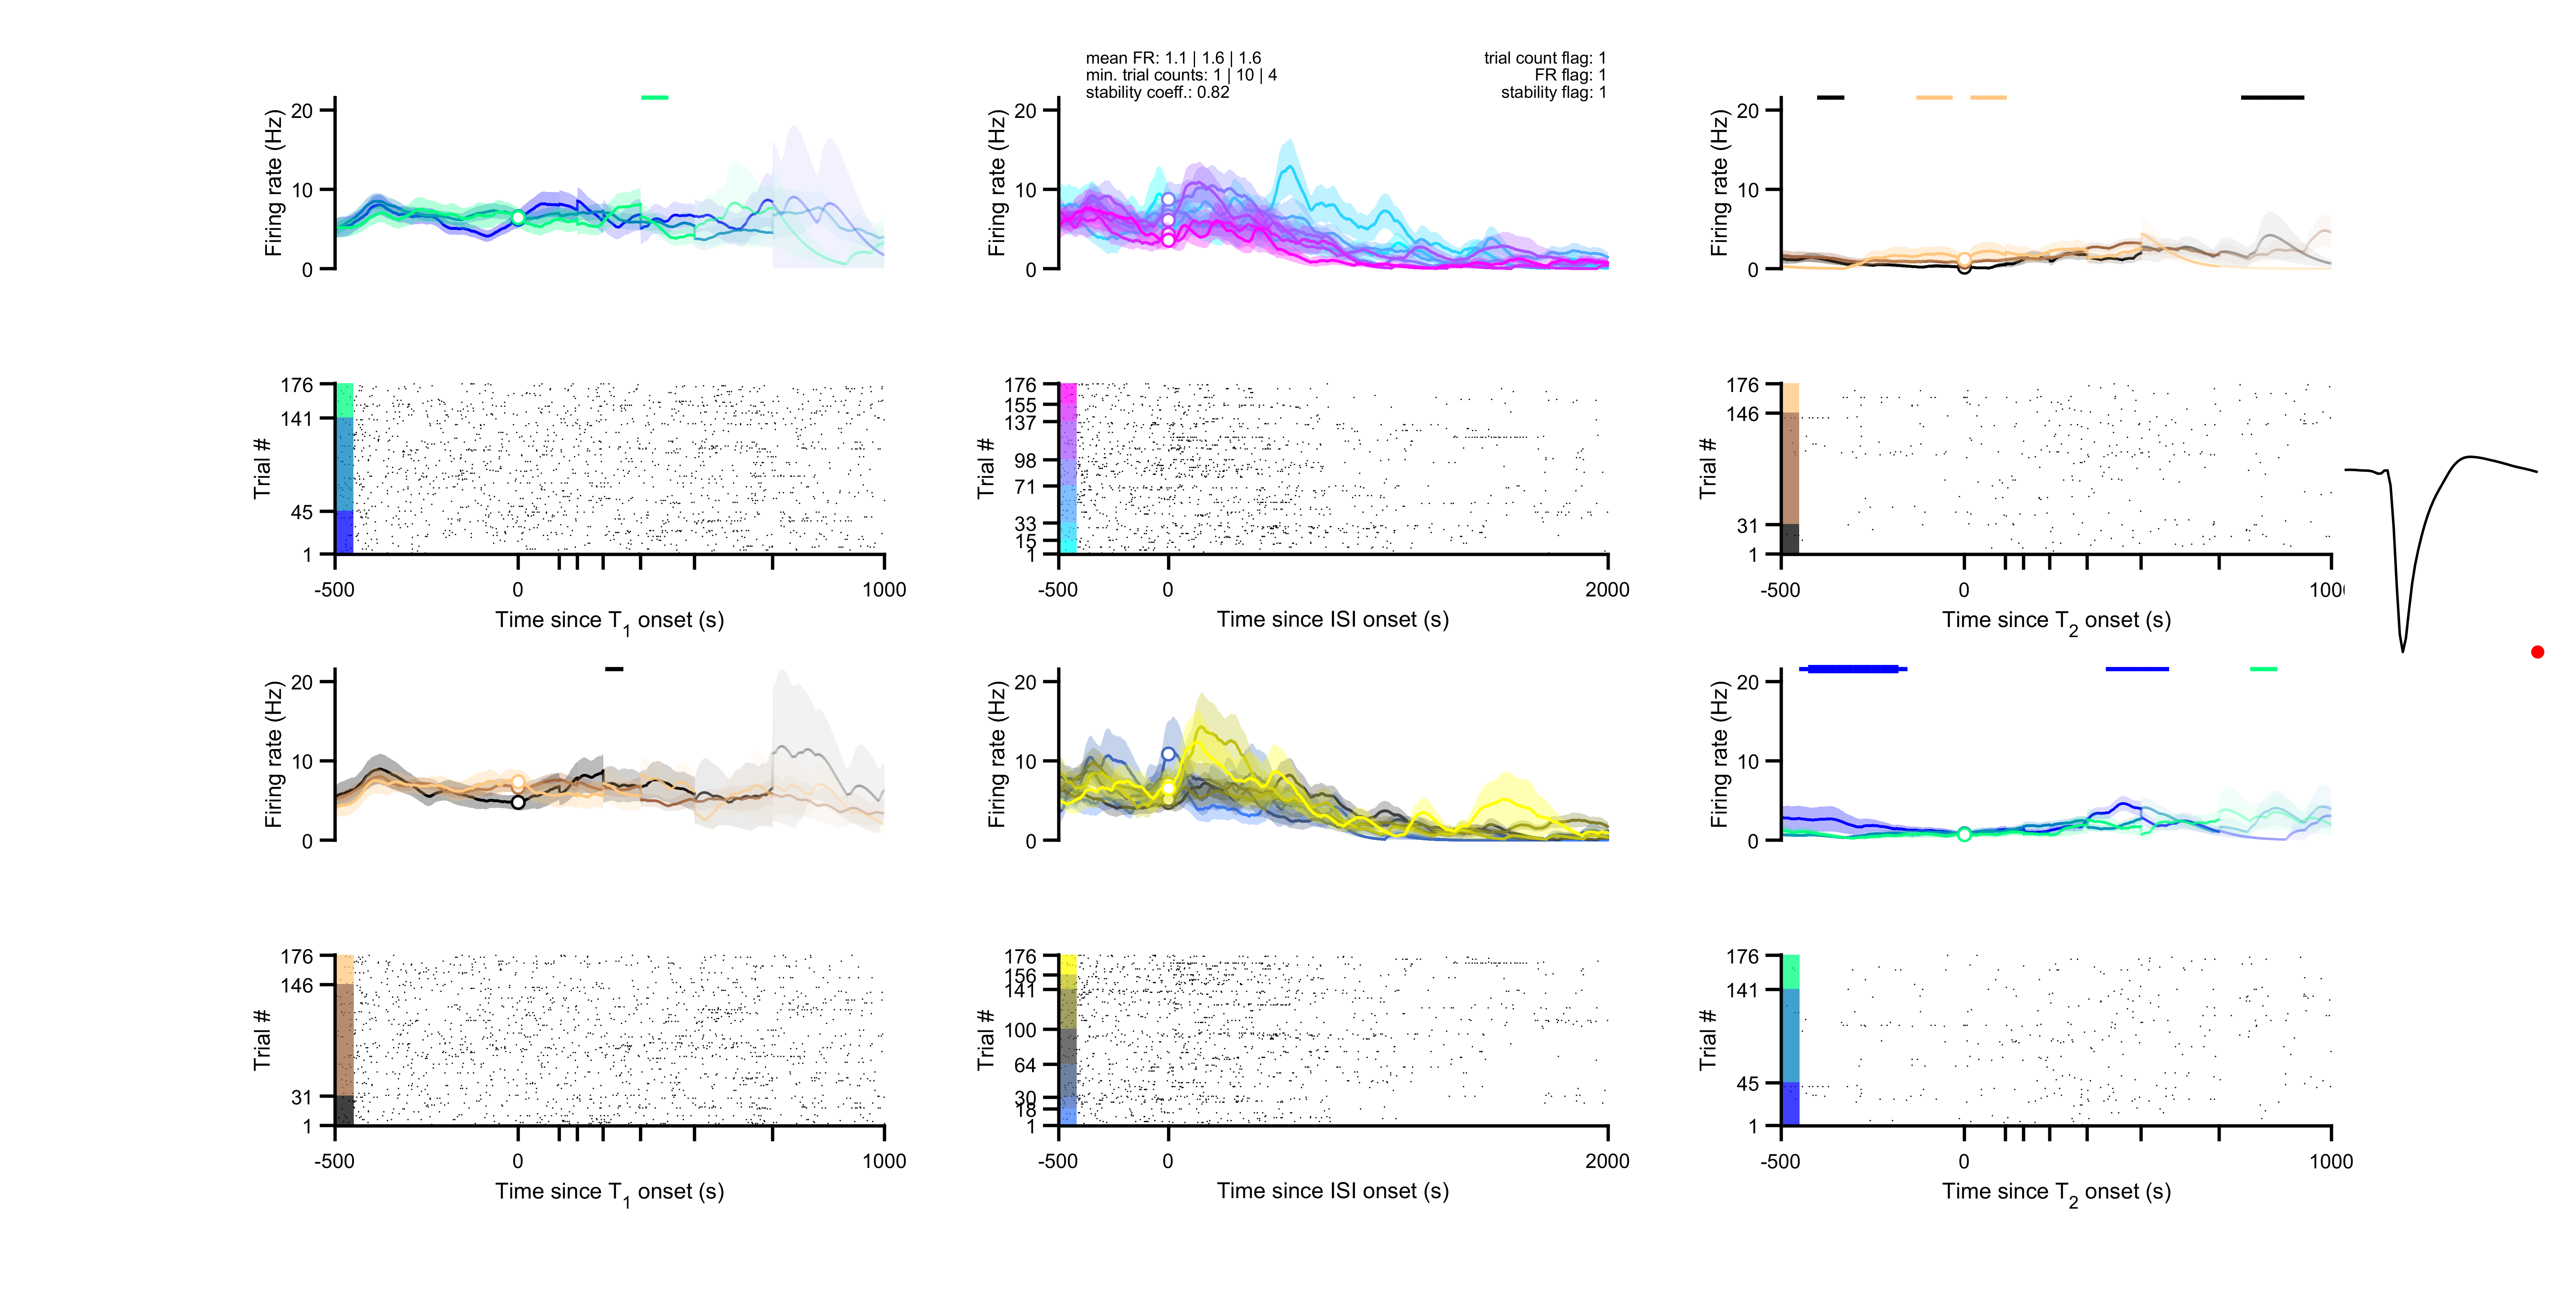 mean FR: 1.1 | 1.6 | 1.6
min. trial counts: 1 | 10 | 4
stability coeff.: 0.82
trial count flag: 1
FR flag: 1
stability flag: 1
Firing rate (Hz)
20
10
0
Firing rate (Hz)
20
10
0
Firing rate (Hz)
20
10
0
Trial #
176
141
45
1
-500
0
1000
Time since T1 onset (s)
Trial #
176
155
137
98
71
33
15
1
-500
0
2000
Time since ISI onset (s)
Trial #
176
146
31
1
-500
0
100
Time since T2 onset (s)
Firing rate (Hz)
20
10
0
Firing rate (Hz)
20
10
0
Firing rate (Hz)
20
10
0
Trial #
176
146
31
1
-500
0
1000
Time since T1 onset (s)
Trial #
176
156
141
100
64
30
18
1
-500
0
2000
Time since ISI onset (s)
Trial #
176
141
45
1
-500
0
1000
Time since T2 onset (s)